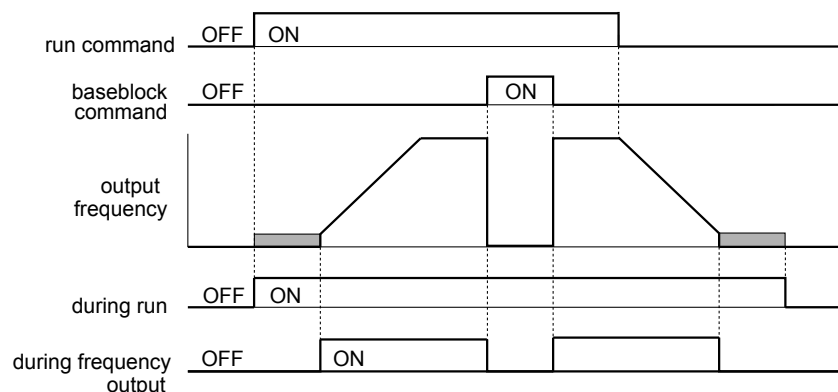 run command OFF ON
baseblock
command
OFF ON
output
frequency
during run OFF ON
during frequency
output
OFF ON